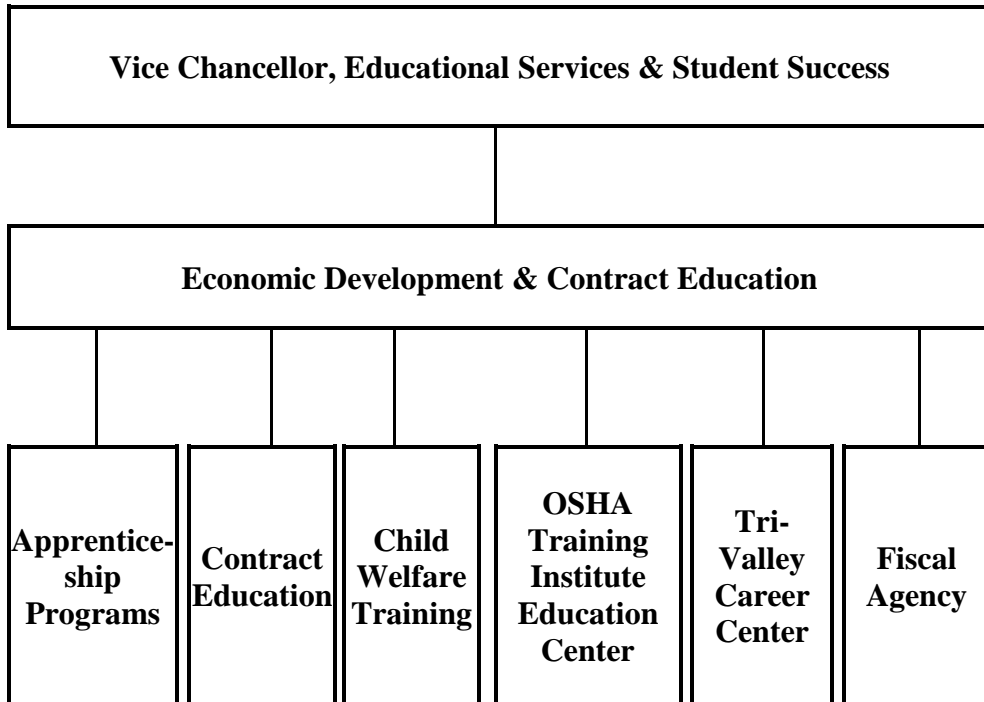 Vice Chancellor, Educational Services & Student Success
Economic Development & Contract Education
Apprentice-
ship
Programs
Contract
Education
Child
Welfare
Training
OSHA
Training
Institute
Education
Center
Tri-
Valley
Career
Center
Fiscal
Agency